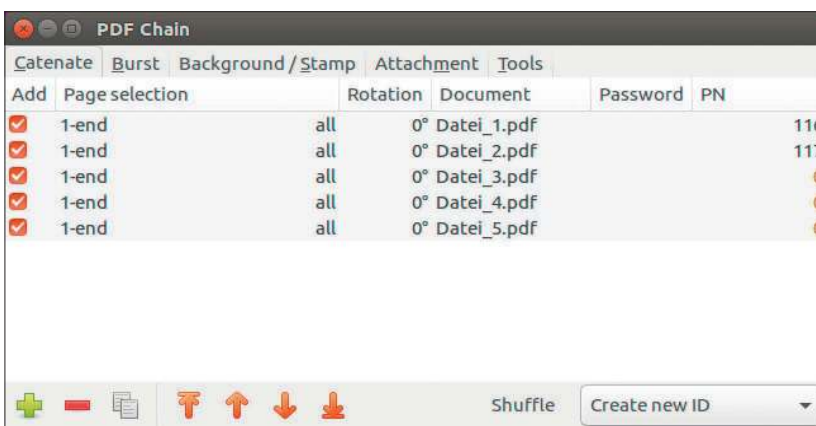 PDF Chain
Catenate Burst Background / Stamp Attachment Tools
Add Page selection Rotation Document Password PN
1-end all 0° Datei_1.pdf
1-end all 0° Datei_2.pdf
1-end all 0° Datei_3.pdf
1-end all 0° Datei_4.pdf
1-end all 0° Datei_5.pdf
Shuffle Create new ID